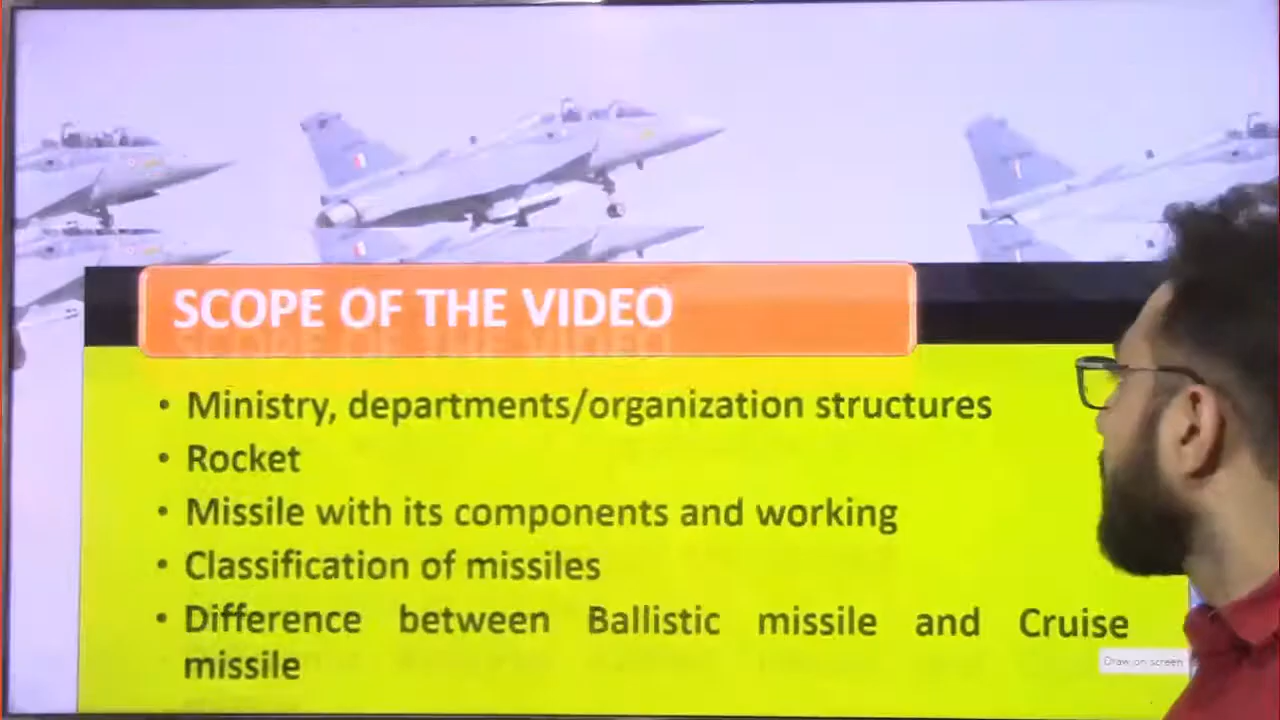 SCOPE OF THE VIDEO
• Ministry, departments/organization structures
• Rocket
• Missile with its components and working
• Classification of missiles
• Difference between Ballistic missile and Cruise
missile
Draw on screen